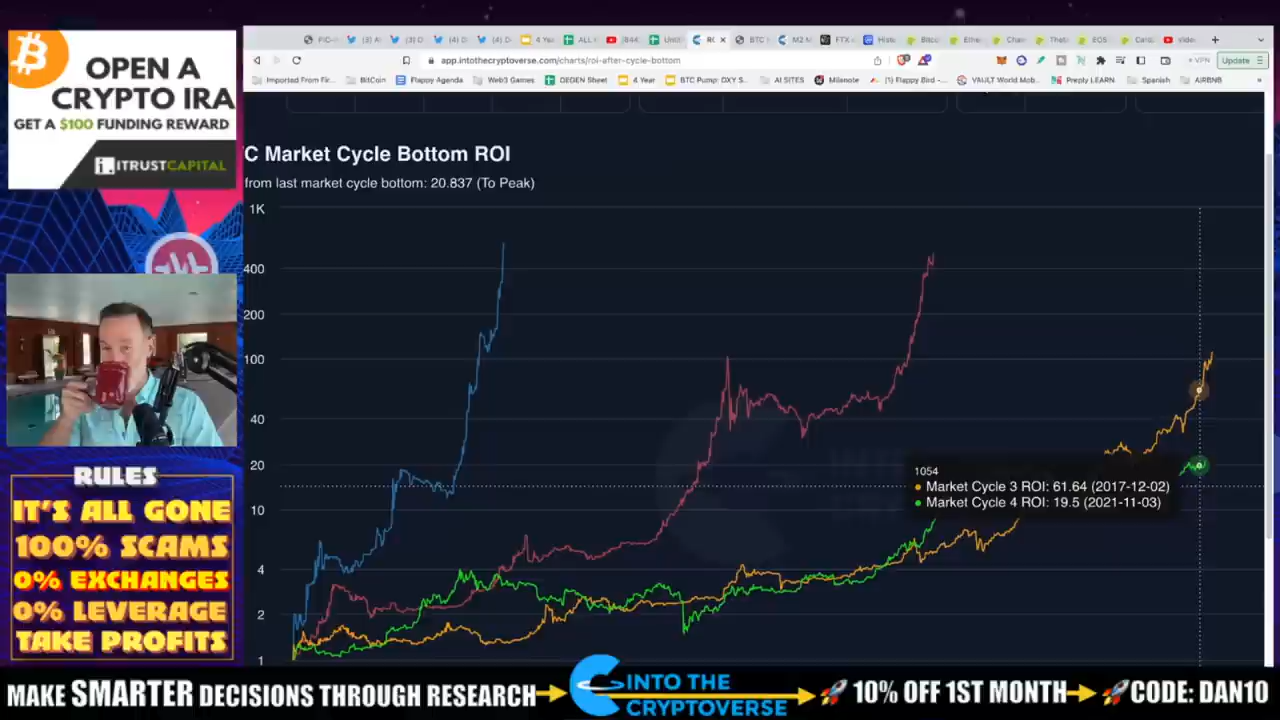 OPEN A
CRYPTO IRA
GET A $100 FUNDING REWARD
ITRUSTCAPITAL
RULES
IT'S ALL GONE
100% SCAMS
0% EXCHANGES
0% LEVERAGE
TAKE PROFITS
app.intothecryptoverse.com/charts/roi-after-cycle-bottom
VPN
Update
Imported From Fir...
BitCoin
Flappy Agenda
Web3 Games
DEGEN Sheet
4 Year
BTC Pump: DXY S...
AI SITES
Milenote
(1) Flappy Bird -...
VAULT World Mob...
Preply LEARN
Spanish
AIRBNB
C Market Cycle Bottom ROI
from last market cycle bottom: 20.837 (To Peak)
1K
400
200
100
40
20
10
4
2
1
1054
Market Cycle 3 ROI: 61.64 (2017-12-02)
Market Cycle 4 ROI: 19.5 (2021-11-03)
MAKE SMARTER DECISIONS THROUGH RESEARCH
INTO THE
CRYPTOVERSE
10% OFF 1ST MONTH
CODE: DAN10